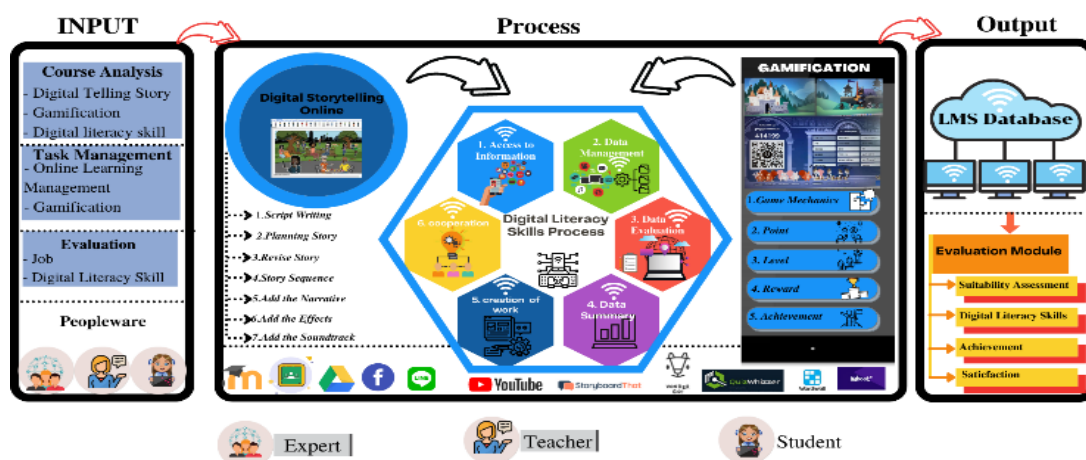 INPUT
Process
Output
Course Analysis
- Digital Telling Story
- Gamification
- Digital literacy skill
Task Management
- Online Learning
Management
- Gamification
Evaluation
- Job
- Digital Literacy Skill
Peopleware
Digital Storytelling
Online
1.Script Writing
2.Planning Story
3.Revise Story
4.Story Sequence
5.Add the Narrative
6.Add the Effects
7.Add the Soundtrack
1. Access to
Information
2. Data
Management
3. Data
Evaluation
4. Data
Summary
5. creation of
work
6. cooperation
Digital Literacy
Skills Process
GAMIFICATION
1.Game Mechanics
2. Point
3. Level
4. Reward
5. Achievement
LINE
YouTube
StoryboardThat
Quizwhizzer
Wordwall
LMS Database
Evaluation Module
Suitability Assessment
Digital Literacy Skills
Achievement
Satisfaction
Expert
Teacher
Student